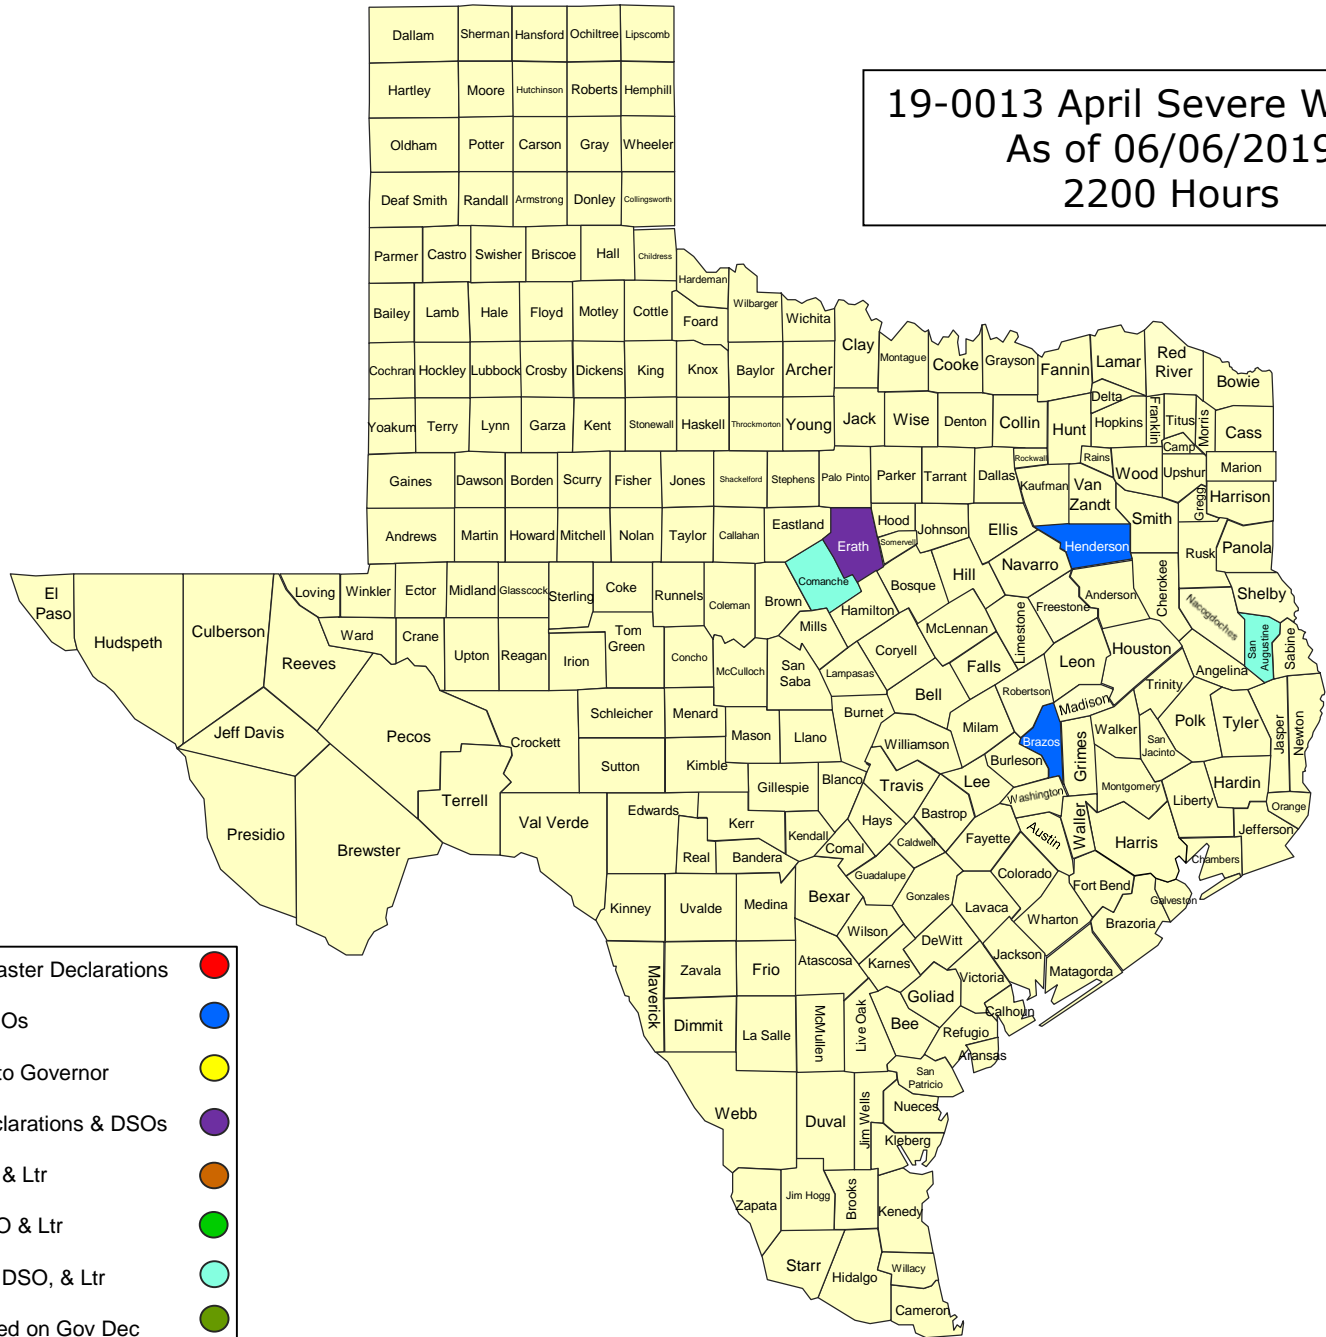 Dallam Sherman Hansford Ochiltree Lipscomb
Hartley Moore Hutchinson Roberts Hemphill
19-0013 April Severe W
As of 06/06/2019
2200 Hours
Oldham Potter Carson Gray Wheeler
Deaf Smith Randall Armstrong Donley Collingsworth
Parmer Castro Swisher Briscoe Hall Childress
Hardeman
Wilbarger
Bailey Lamb Hale Floyd Motley Cottle Foard Wichita
Clay Montague Cooke Grayson Fannin Lamar Red
River
Bowie
Cochran Hockley Lubbock Crosby Dickens King Knox Baylor Archer
Delta
Yoakum Terry Lynn Garza Kent Stonewall Haskell Throckmorton Young Jack Wise Denton Collin Hunt Hopkins Franklin Titus Morris Cass
Camp
Rockwall Rains
Gaines Dawson Borden Scurry Fisher Jones Shackelford Stephens Palo Pinto Parker Tarrant Dallas Kaufman Van
Zandt
Wood Upshur Marion
Gregg Harrison
Andrews Martin Howard Mitchell Nolan Taylor Callahan Eastland Erath Hood Somervell Johnson Ellis Henderson Smith Rusk Panola
El
Paso
Hudspeth Culberson Loving Winkler Ector Midland Glasscock Sterling Coke Runnels Coleman Brown Comanche Hamilton Bosque Hill Navarro Freestone Anderson Cherokee Nacogdoches Shelby
Reeves Ward Crane Upton Reagan Irion Tom
Green
Concho McCulloch San
Saba
Mills Lampasas Coryell McLennan Limestone Falls Leon Houston Angelina San
Augustine
Sabine
Jeff Davis Pecos Crockett Schleicher Menard Mason Llano Burnet Bell Milam Robertson Brazos Madison Walker Trinity San
Jacinto
Polk Tyler Jasper Newton
Sutton Kimble Gillespie Blanco Williamson Burleson Grimes
Presidio Brewster Terrell Val Verde Edwards Kerr Kendall Travis Lee Washington Montgomery Liberty Hardin Orange
Real Bandera Comal Hays Caldwell Bastrop Fayette Austin Waller Harris Jefferson
Chambers
Kinney Uvalde Medina Bexar Guadalupe Gonzales Lavaca Colorado Fort Bend Galveston
Wilson DeWitt Wharton Brazoria
Maverick Zavala Frio Atascosa Karnes Goliad Victoria Jackson Matagorda
Dimmit La Salle McMullen Live Oak Bee Refugio Calhoun
Aransas
San
Patricio
Webb Duval Jim Wells Nueces
Kleberg
Zapata Jim Hogg Brooks Kenedy
Starr Hidalgo Willacy
Cameron
aster Declarations
Os
to Governor
clarations & DSOs
& Ltr
O & Ltr
DSO, & Ltr
ed on Gov Dec